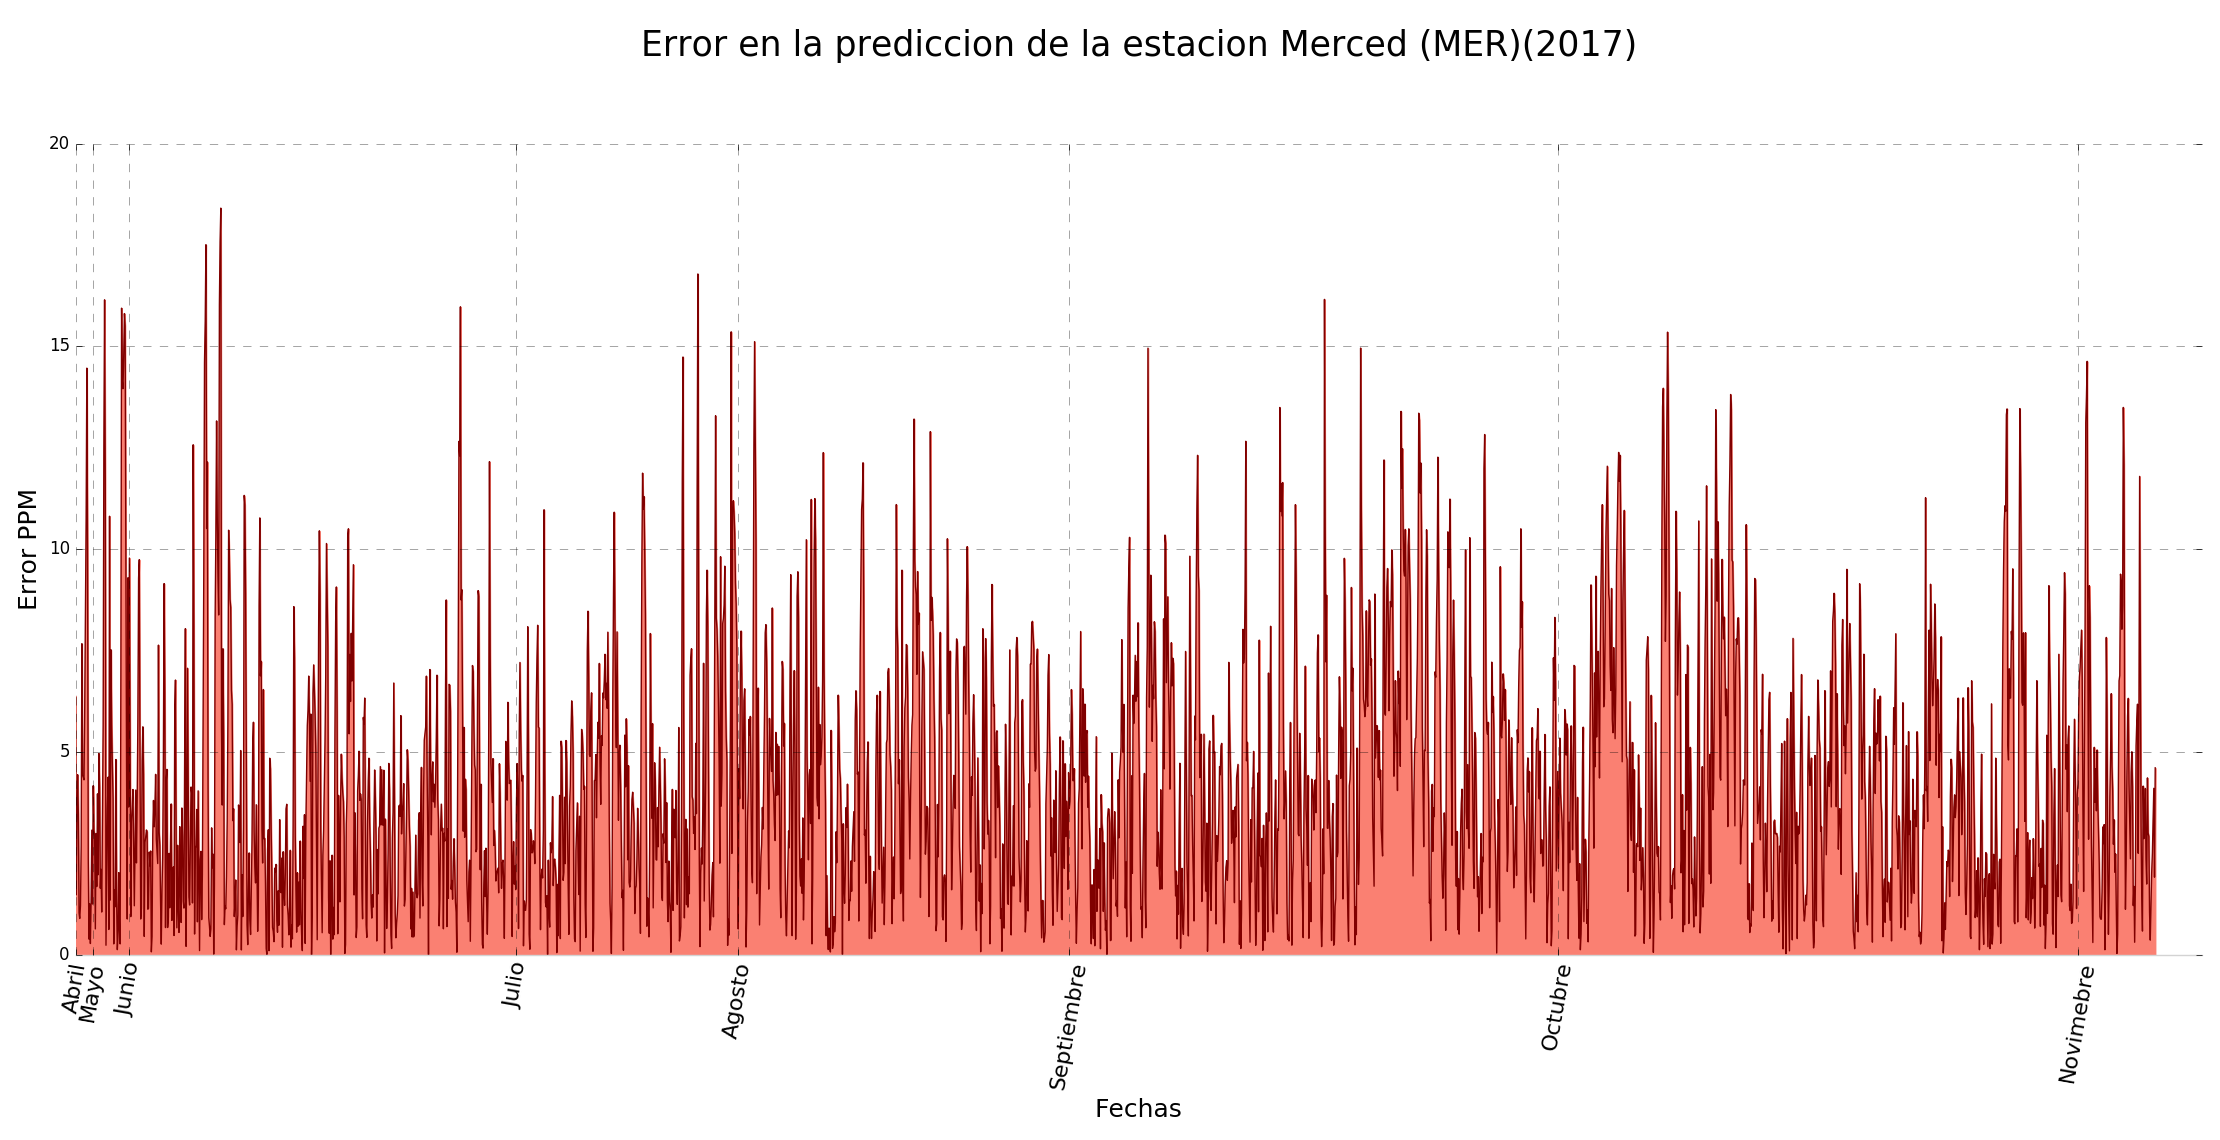 Error en la prediccion de la estacion Merced (MER)(2017)
Error PPM
20
15
10
5
0
Abril
Mayo
Junio
Julio
Agosto
Septiembre
Octubre
Novimebre
Fechas